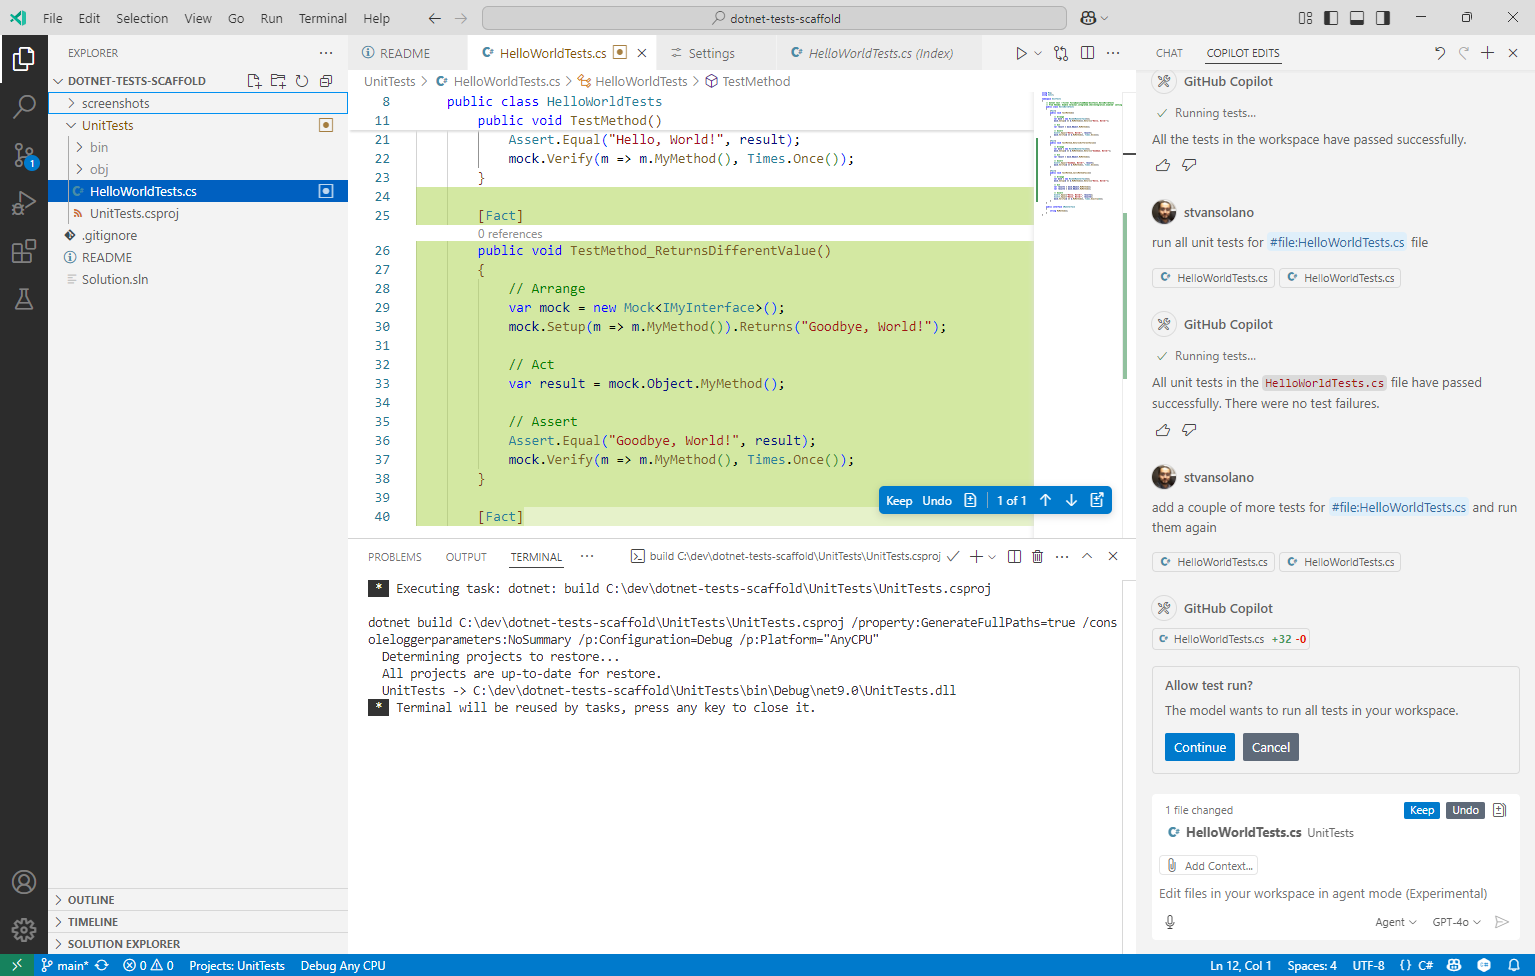 File Edit Selection View Go Run Terminal Help
dotnet-tests-scaffold
EXPLORER
DOTNET-TESTS-SCAFFOLD
screenshots
UnitTests
bin
obj
HelloWorldTests.cs
UnitTests.csproj
.gitignore
README
Solution.sln
OUTLINE
TIMELINE
SOLUTION EXPLORER
README
HelloWorldTests.cs
Settings
HelloWorldTests.cs (Index)
UnitTests > HelloWorldTests.cs > HelloWorldTests > TestMethod
8 public class HelloWorldTests
11 public void TestMethod()
21 Assert.Equal("Hello, World!", result);
22 mock.Verify(m => m.MyMethod(), Times.Once());
23 }
24
25 [Fact]
0 references
26 public void TestMethod_ReturnsDifferentValue()
27 {
28 // Arrange
29 var mock = new Mock<IMyInterface>();
30 mock.Setup(m => m.MyMethod()).Returns("Goodbye, World!");
31
32 // Act
33 var result = mock.Object.MyMethod();
34
35 // Assert
36 Assert.Equal("Goodbye, World!", result);
37 mock.Verify(m => m.MyMethod(), Times.Once());
38 }
39
40 [Fact]
Keep Undo 1 of 1
PROBLEMS OUTPUT TERMINAL ···
build C:\dev\dotnet-tests-scaffold\UnitTests\UnitTests.csproj
* Executing task: dotnet: build C:\dev\dotnet-tests-scaffold\UnitTests\UnitTests.csproj
dotnet build C:\dev\dotnet-tests-scaffold\UnitTests\UnitTests.csproj /property:GenerateFullPaths=true /cons
oleloggerparameters:NoSummary /p:Configuration=Debug /p:Platform="AnyCPU"
Determining projects to restore...
All projects are up-to-date for restore.
UnitTests -> C:\dev\dotnet-tests-scaffold\UnitTests\bin\Debug\net9.0\UnitTests.dll
* Terminal will be reused by tasks, press any key to close it.
CHAT COPILOT EDITS
GitHub Copilot
Running tests...
All the tests in the workspace have passed successfully.
stvansolano
run all unit tests for #file:HelloWorldTests.cs file
HelloWorldTests.cs HelloWorldTests.cs
GitHub Copilot
Running tests...
All unit tests in the HelloWorldTests.cs file have passed
successfully. There were no test failures.
stvansolano
add a couple of more tests for #file:HelloWorldTests.cs and run
them again
HelloWorldTests.cs HelloWorldTests.cs
GitHub Copilot
HelloWorldTests.cs +32 -0
Allow test run?
The model wants to run all tests in your workspace.
Continue Cancel
1 file changed
Keep Undo
HelloWorldTests.cs UnitTests
Add Context...
Edit files in your workspace in agent mode (Experimental)
Agent GPT-4o
main* 0 0 Projects: UnitTests Debug Any CPU
Ln 12, Col 1 Spaces: 4 UTF-8 {} C#
1